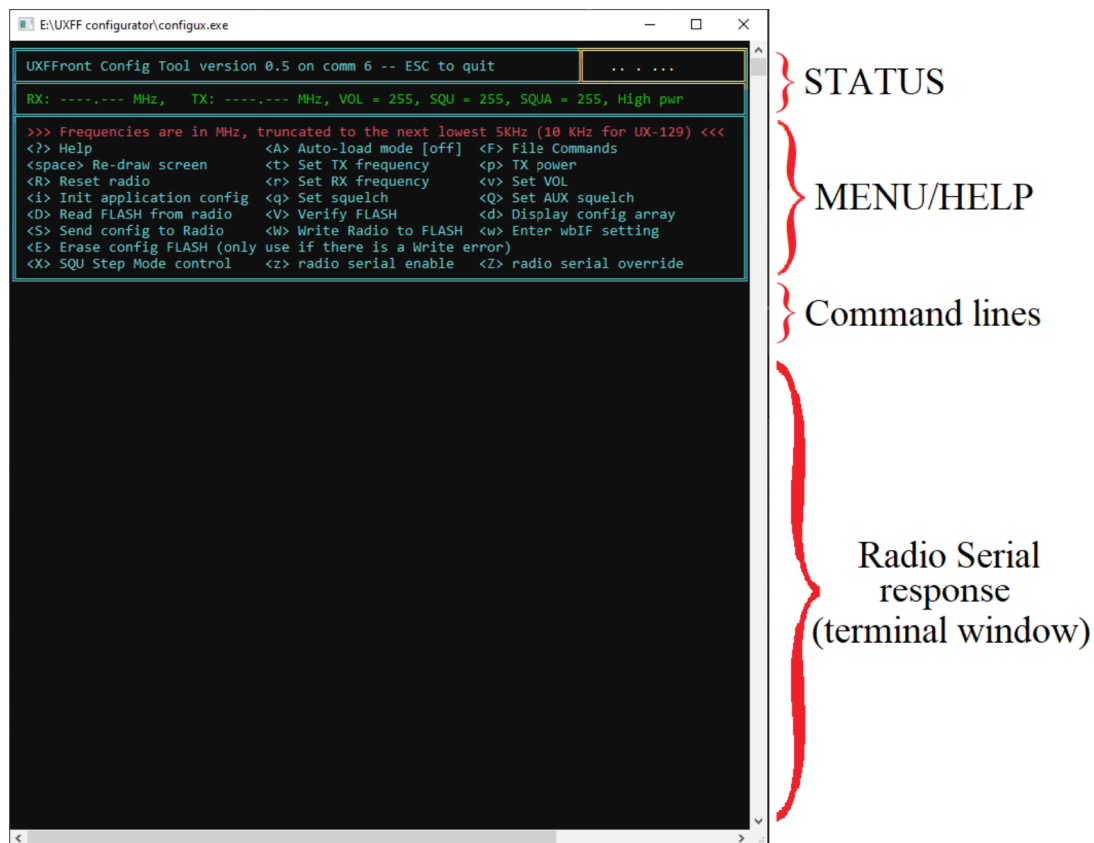 E:\UXFF configurator\configux.exe
UXFFront Config Tool version 0.5 on comm 6 -- ESC to quit .. . ...
RX: ----.--- MHz, TX: ----.--- MHz, VOL = 255, SQU = 255, SQUA = 255, High pwr
>>> Frequencies are in MHz, truncated to the next lowest 5KHz (10 KHz for UX-129) <<<
<?> Help <A> Auto-load mode [off] <F> File Commands
<space> Re-draw screen <t> Set TX frequency <p> TX power
<R> Reset radio <r> Set RX frequency <v> Set VOL
<i> Init application config <q> Set squelch <Q> Set AUX squelch
<D> Read FLASH from radio <V> Verify FLASH <d> Display config array
<S> Send config to Radio <W> Write Radio to FLASH <w> Enter wbIF setting
<E> Erase config FLASH (only use if there is a Write error)
<X> SQU Step Mode control <z> radio serial enable <Z> radio serial override
STATUS
MENU/HELP
Command lines
Radio Serial
response
(terminal window)